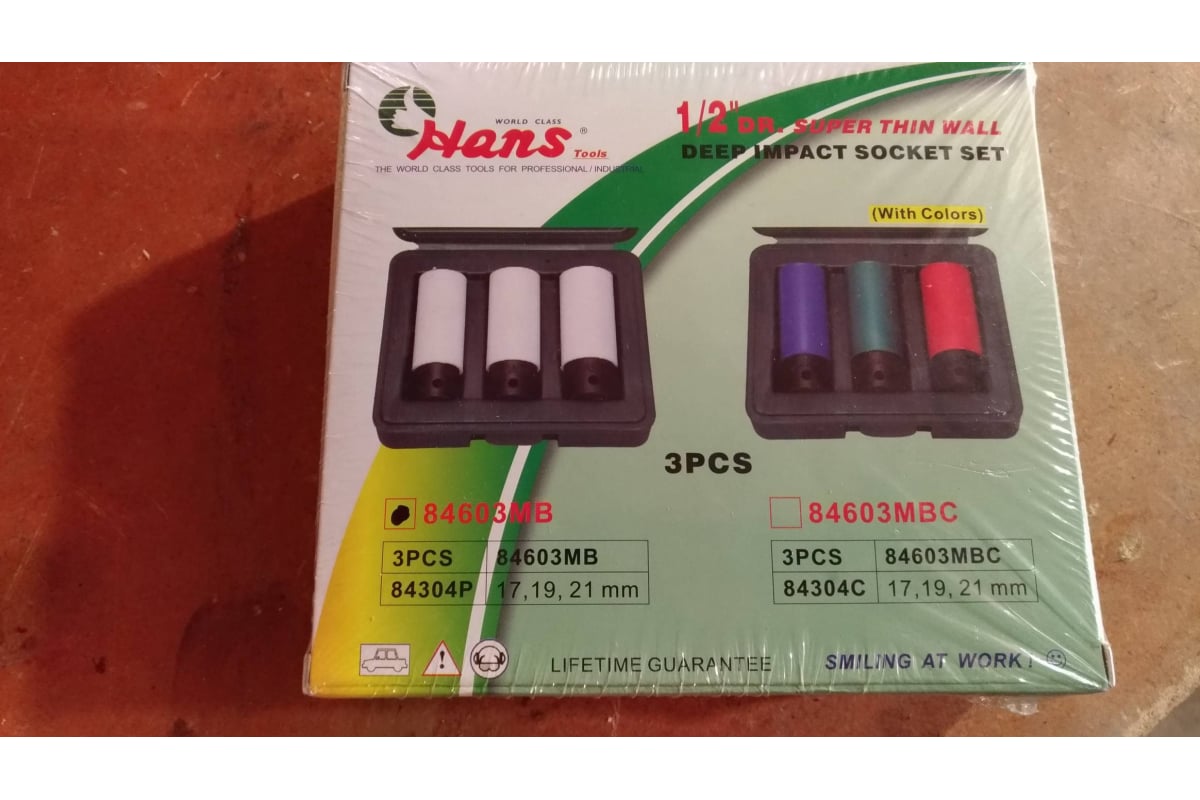 WORLD CLASS
Hans® Tools
THE WORLD CLASS TOOLS FOR PROFESSIONAL/INDUSTRIAL
1/2" DR. SUPER THIN WALL
DEEP IMPACT SOCKET SET
(With Colors)
3PCS
84603MB
3PCS 84603MB
84304P 17,19, 21 mm
84603MBC
3PCS 84603MBC
84304C 17,19, 21 mm
LIFETIME GUARANTEE
SMILING AT WORK!